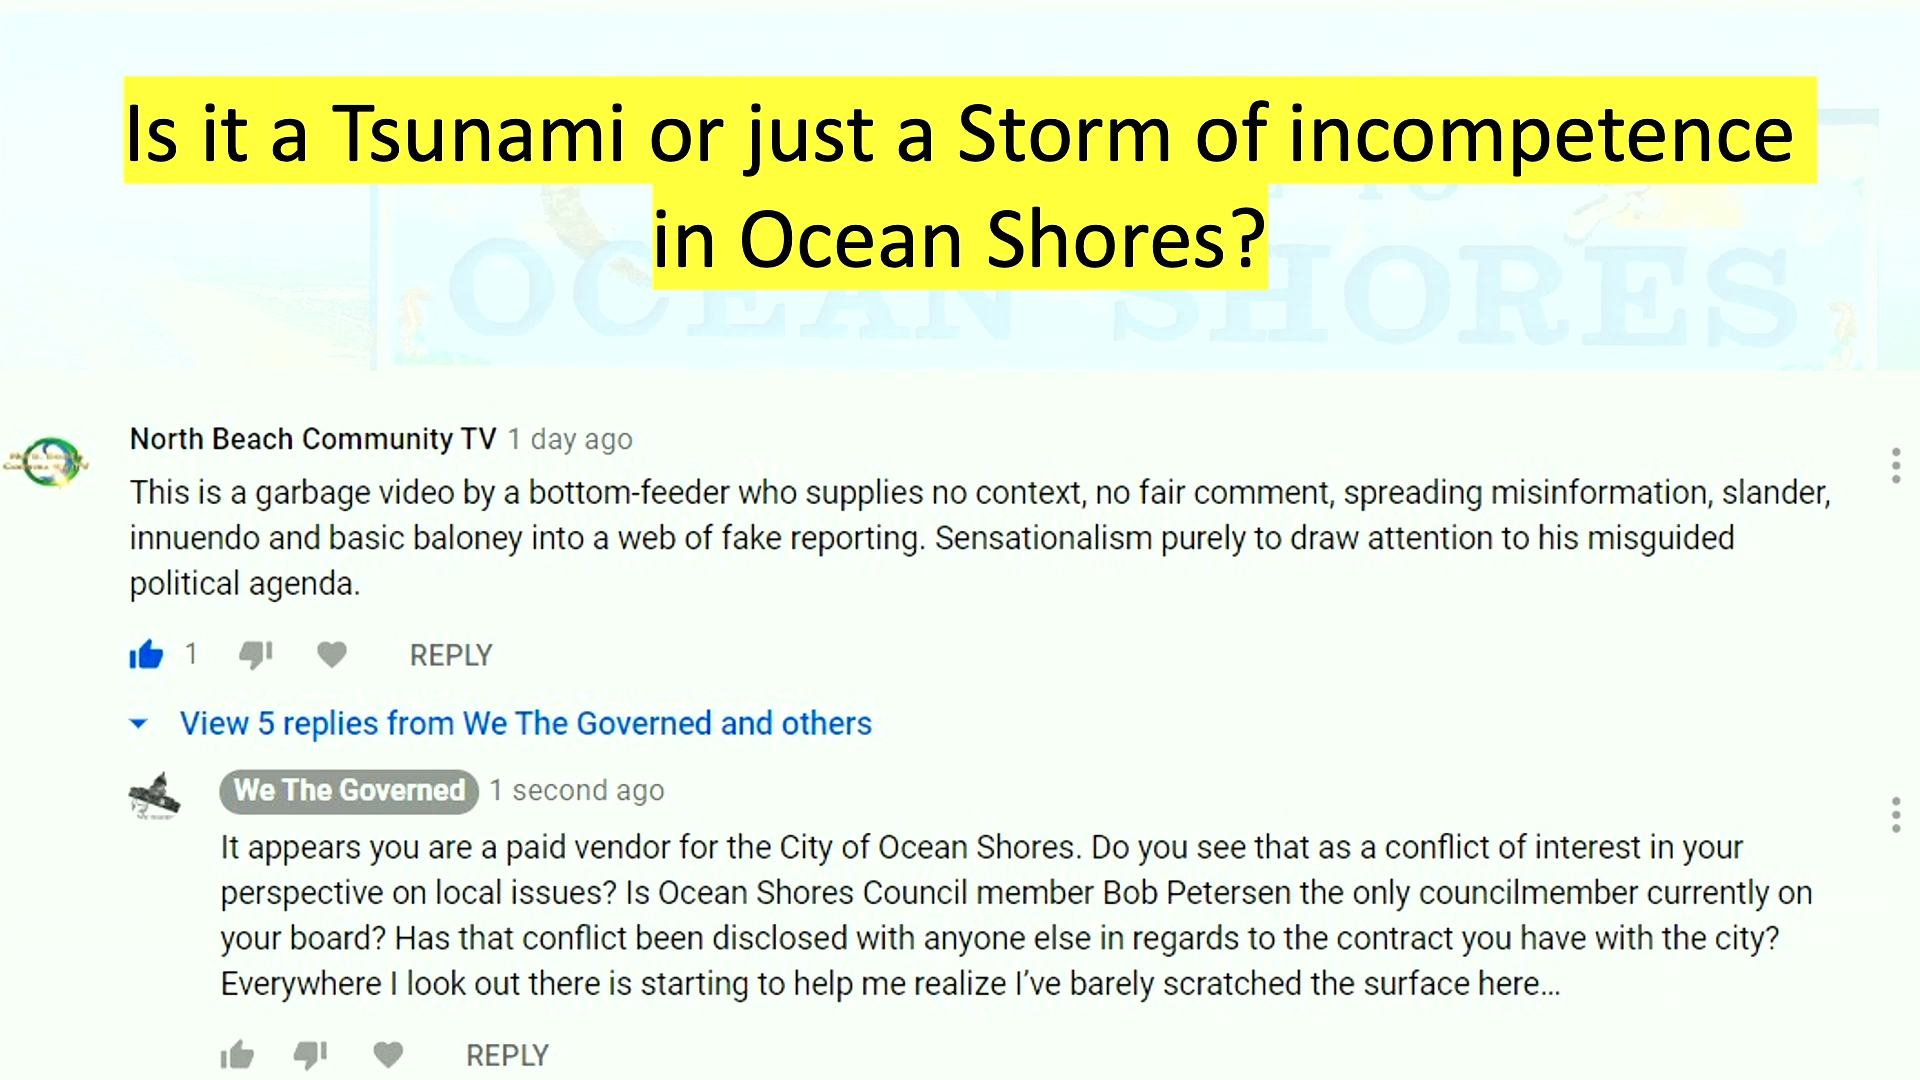 Is it a Tsunami or just a Storm of incompetence
in Ocean Shores?
OCEAN SHORES
North Beach Community TV 1 day ago
This is a garbage video by a bottom-feeder who supplies no context, no fair comment, spreading misinformation, slander,
innuendo and basic baloney into a web of fake reporting. Sensationalism purely to draw attention to his misguided
political agenda.
1 REPLY
View 5 replies from We The Governed and others
We The Governed 1 second ago
It appears you are a paid vendor for the City of Ocean Shores. Do you see that as a conflict of interest in your
perspective on local issues? Is Ocean Shores Council member Bob Petersen the only councilmember currently on
your board? Has that conflict been disclosed with anyone else in regards to the contract you have with the city?
Everywhere I look out there is starting to help me realize I’ve barely scratched the surface here...
REPLY